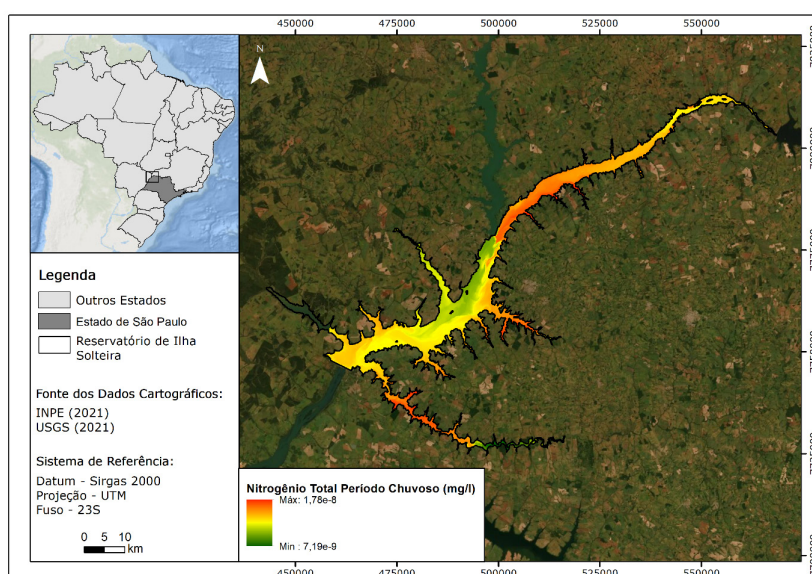 450000 475000 500000 525000 550000
N
Legenda
Outros Estados
Estado de São Paulo
Reservatório de Ilha
Solteira
Fonte dos Dados Cartográficos:
INPE (2021)
USGS (2021)
Sistema de Referência:
Datum - Sirgas 2000
Projeção - UTM
Fuso - 23S
0 5 10
km
Nitrogênio Total Período Chuvoso (mg/l)
Máx: 1,78e-8
Min : 7,19e-9
450000 475000 500000 525000 550000